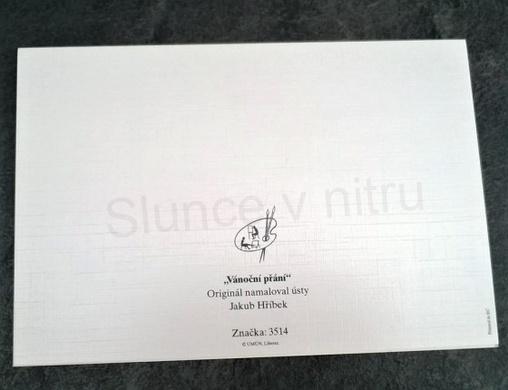 Slunce v nitru
„Vánoční přání“
Originál namaloval ústy
Jakub Hříbek
Značka: 3514
© UMÚN, Liberec